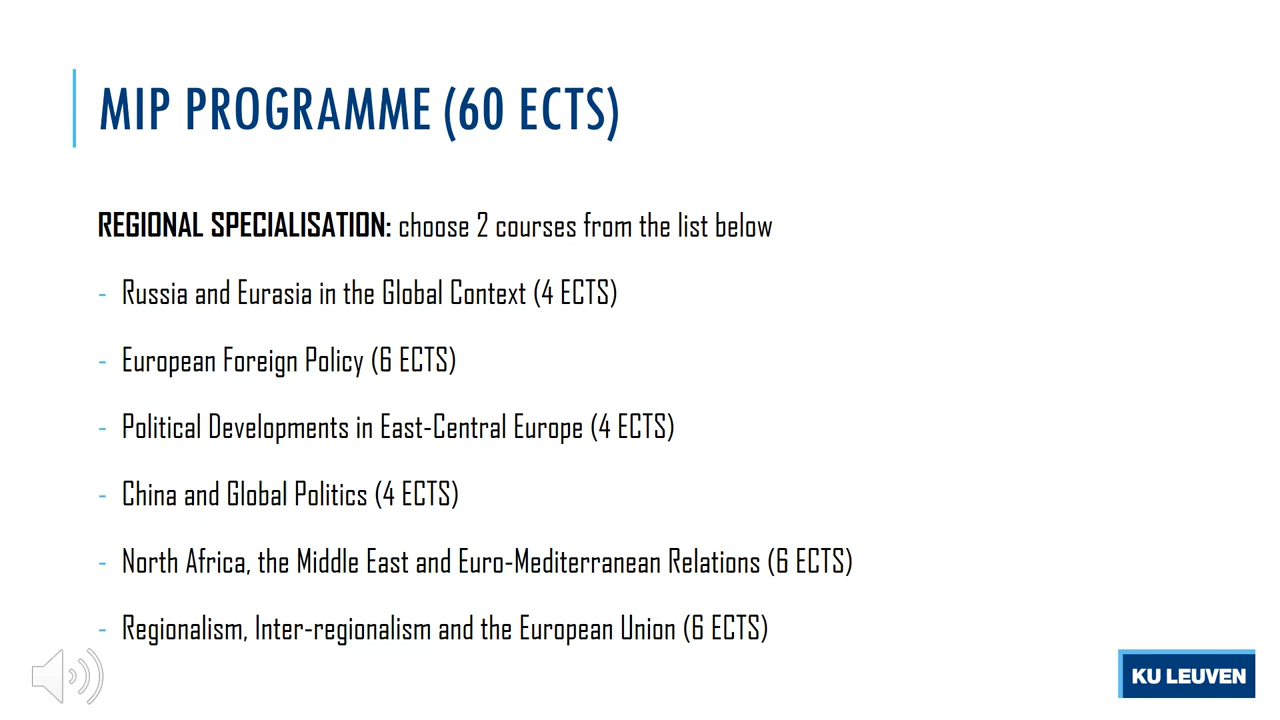 MIP PROGRAMME (60 ECTS)
REGIONAL SPECIALISATION: choose 2 courses from the list below
- Russia and Eurasia in the Global Context (4 ECTS)
- European Foreign Policy (6 ECTS)
- Political Developments in East-Central Europe (4 ECTS)
- China and Global Politics (4 ECTS)
- North Africa, the Middle East and Euro-Mediterranean Relations (6 ECTS)
- Regionalism, Inter-regionalism and the European Union (6 ECTS)
KU LEUVEN